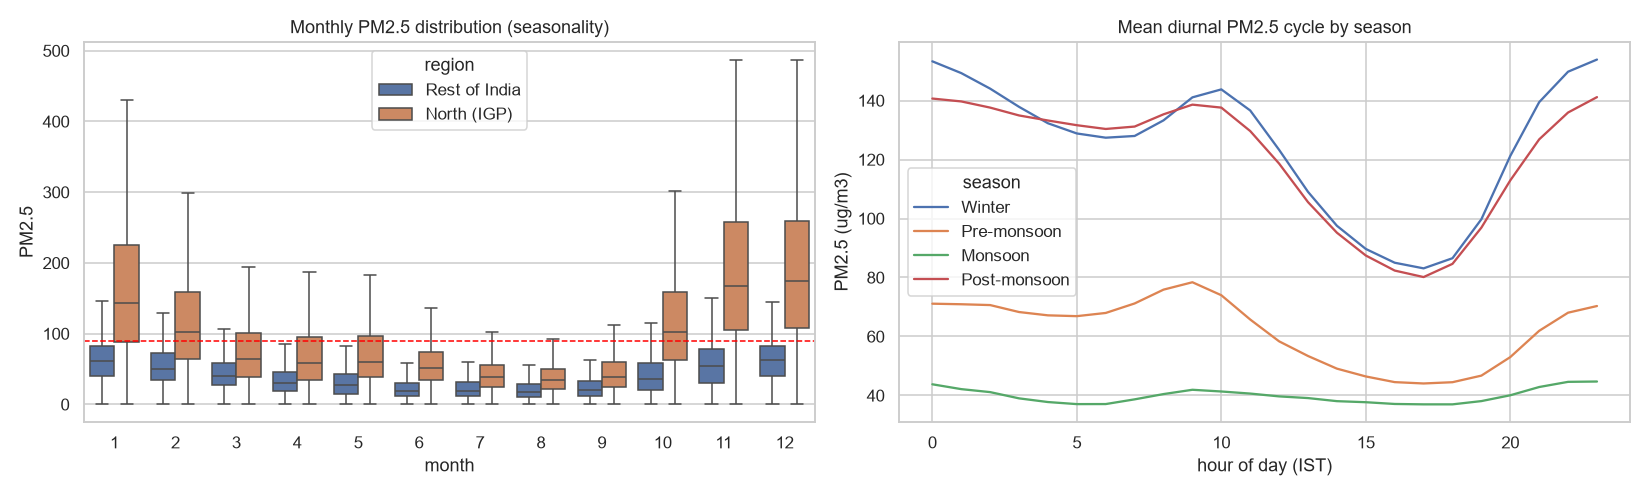 Monthly PM2.5 distribution (seasonality)
500
400
300
200
100
0
PM2.5
region
Rest of India
North (IGP)
1 2 3 4 5 6 7 8 9 10 11 12
month
Mean diurnal PM2.5 cycle by season
140
120
100
80
60
40
PM2.5 (ug/m3)
season
Winter
Pre-monsoon
Monsoon
Post-monsoon
0 5 10 15 20
hour of day (IST)